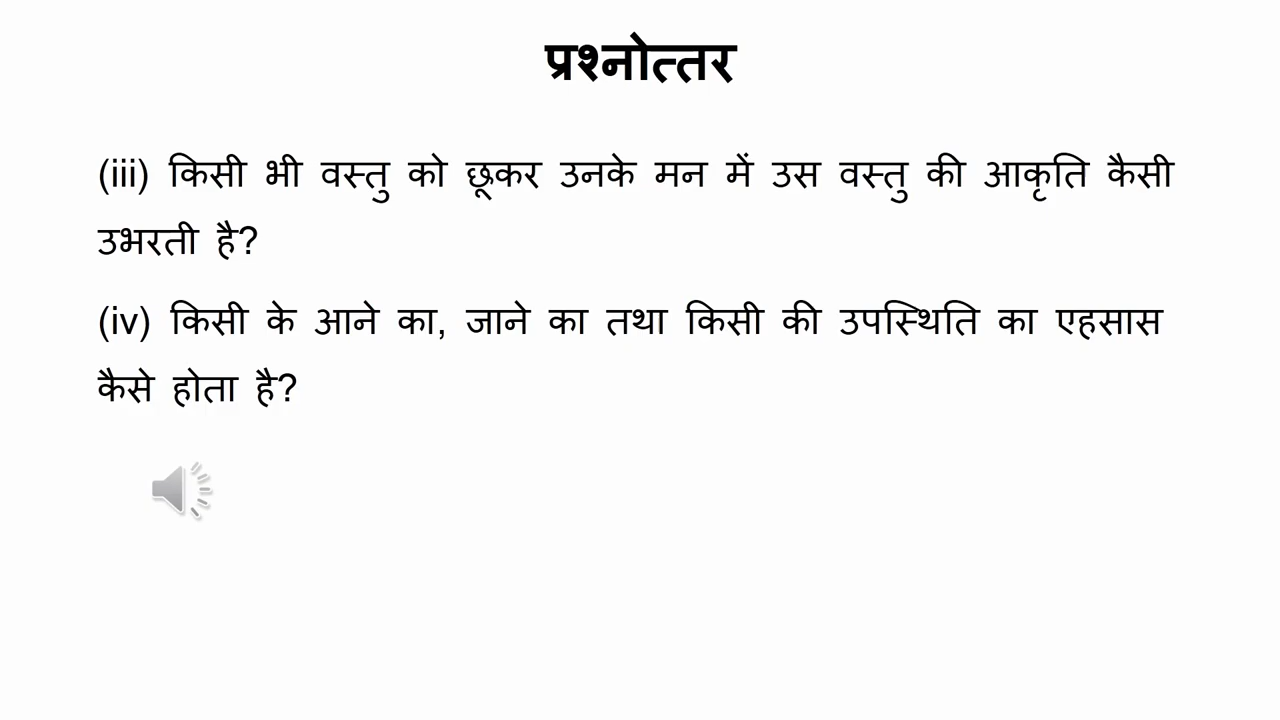 प्रश्नोत्तर
(iii) किसी भी वस्तु को छूकर उनके मन में उस वस्तु की आकृति कैसी
उभरती है?
(iv) किसी के आने का, जाने का तथा किसी की उपस्थिति का एहसास
कैसे होता है?